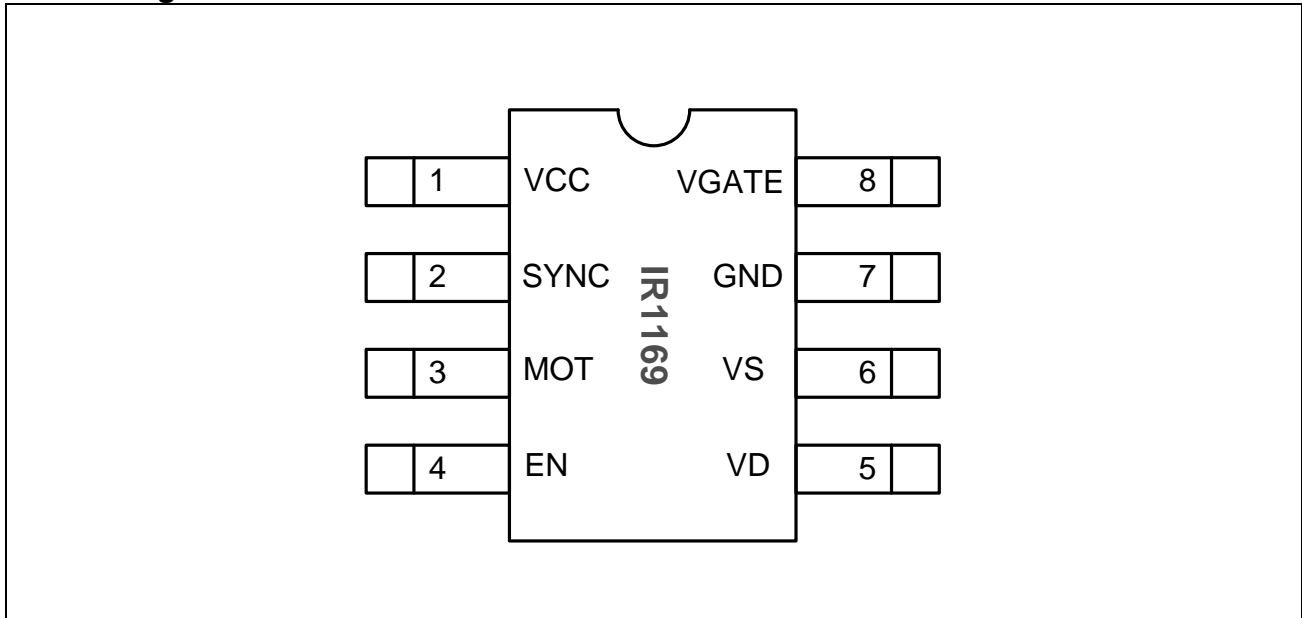 1 VCC VGATE 8
2 SYNC GND 7
IR1169
3 MOT VS 6
4 EN VD 5